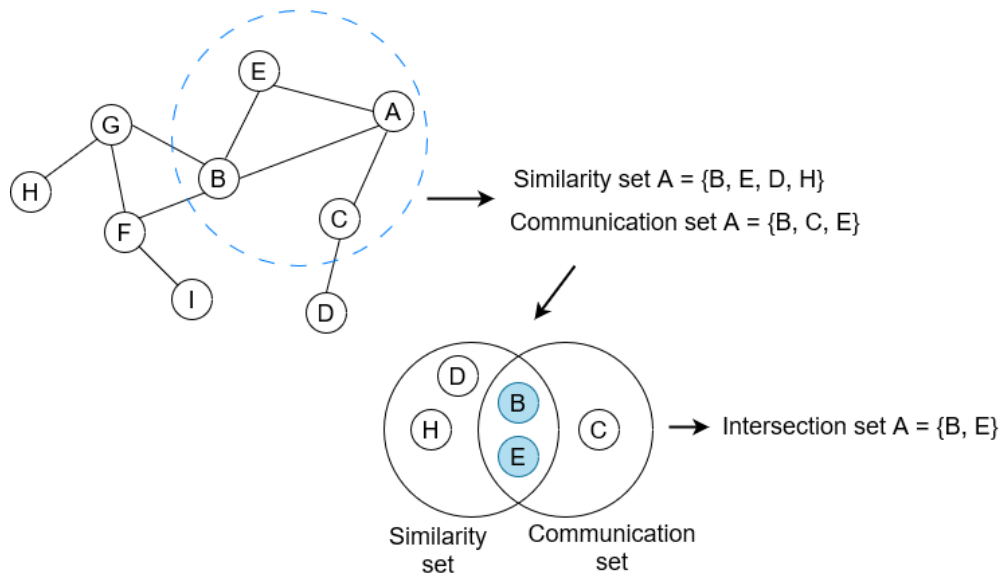 E
A
G
B
H
C
F
I
D
Similarity set A = {B, E, D, H}
Communication set A = {B, C, E}
D
B
H
C
E
Intersection set A = {B, E}
Similarity
set
Communication
set